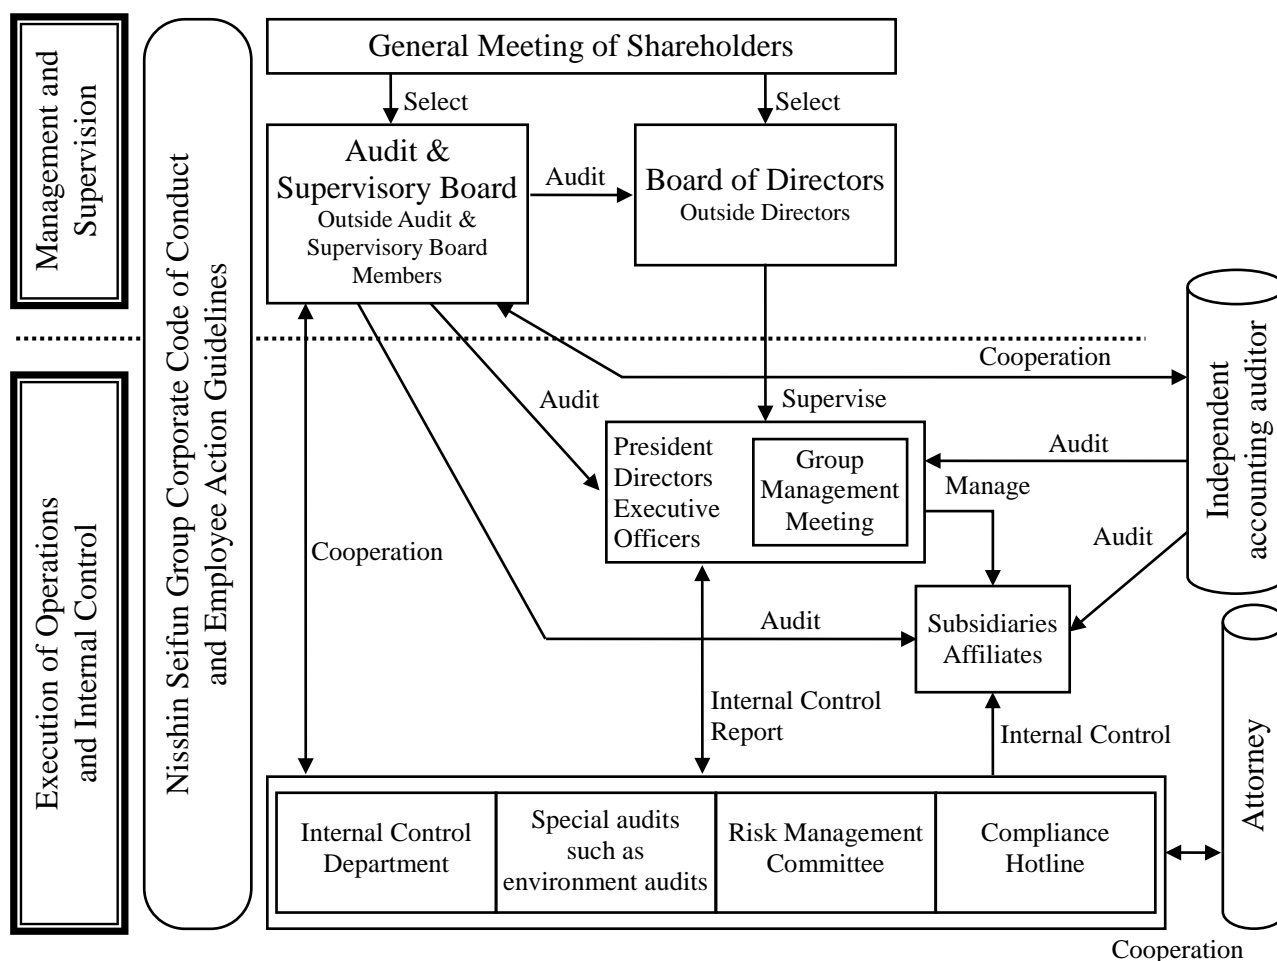 Management and
Supervision
Execution of Operations
and Internal Control
Nisshin Seifun Group Corporate Code of Conduct
and Employee Action Guidelines
General Meeting of Shareholders
Select
Select
Audit &
Supervisory Board
Outside Audit &
Supervisory Board
Members
Audit
Board of Directors
Outside Directors
Cooperation
Audit
Supervise
Independent
accounting auditor
President
Directors
Executive
Officers
Group
Management
Meeting
Audit
Manage
Cooperation
Audit
Audit
Subsidiaries
Affiliates
Internal Control
Report
Internal Control
Attorney
Internal Control
Department
Special audits
such as
environment audits
Risk Management
Committee
Compliance
Hotline
Cooperation